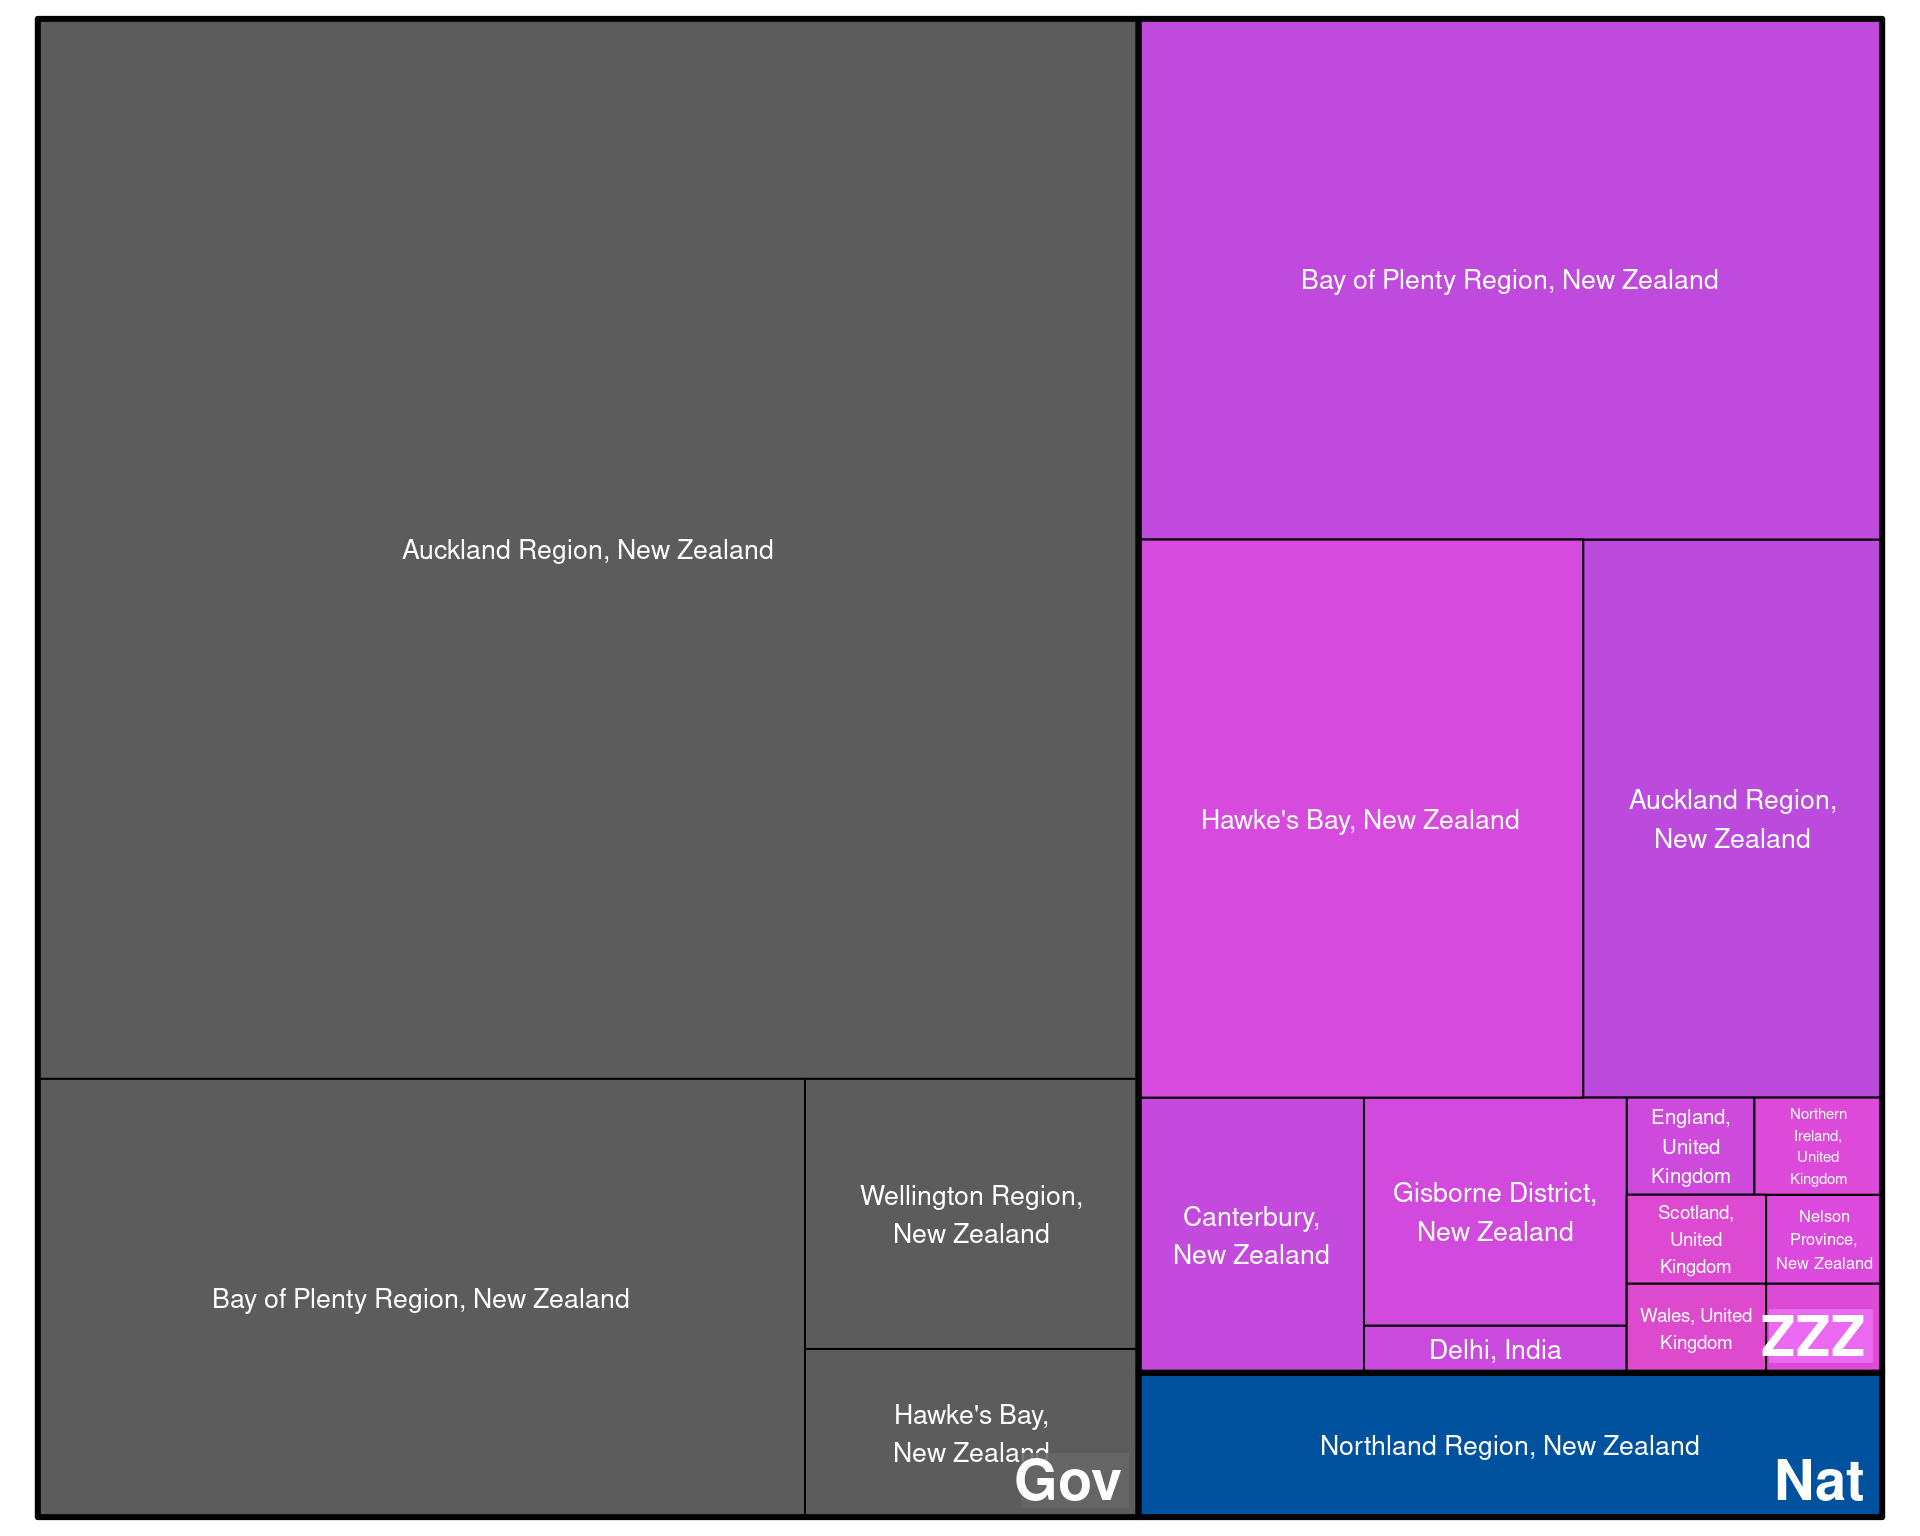 Auckland Region, New Zealand
Bay of Plenty Region, New Zealand
Wellington Region,
New Zealand
Hawke's Bay,
New Zealand
Gov
Bay of Plenty Region, New Zealand
Hawke's Bay, New Zealand
Auckland Region,
New Zealand
Canterbury,
New Zealand
Gisborne District,
New Zealand
Delhi, India
England,
United
Kingdom
Northern
Ireland,
United
Kingdom
Scotland,
United
Kingdom
Nelson
Province,
New Zealand
Wales, United
Kingdom
ZZZ
Northland Region, New Zealand
Nat